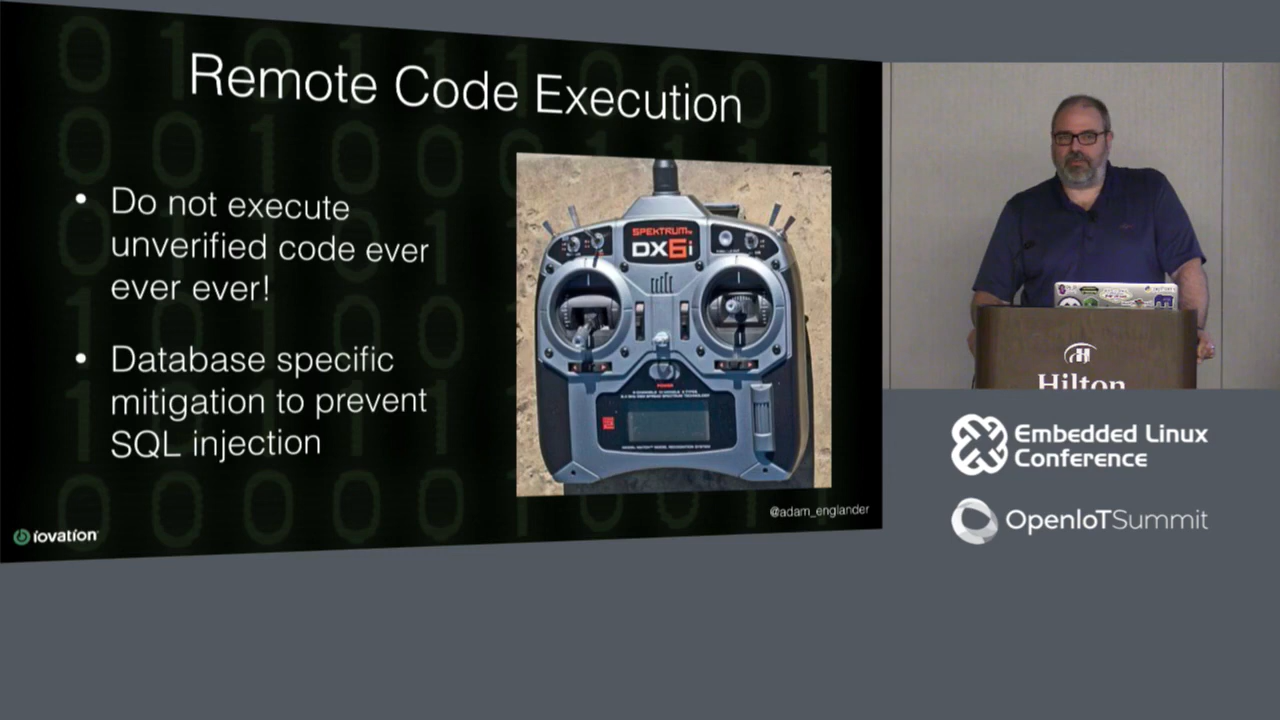 Remote Code Execution
• Do not execute
unverified code ever
ever ever!
• Database specific
mitigation to prevent
SQL injection
SPEKTRUM
DX6i
@adam_englander
iovation
Hilton
Embedded Linux
Conference
OpenIoTSummit